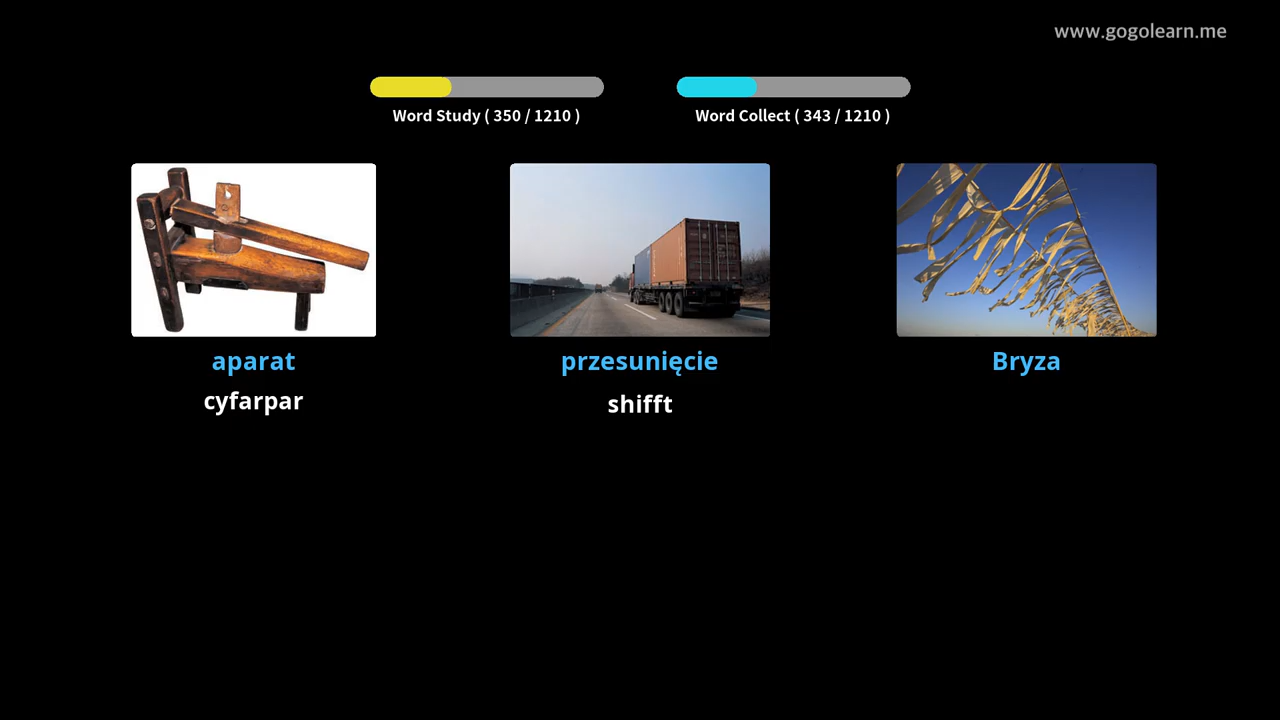 www.gogolearn.me
Word Study ( 350 / 1210 )
Word Collect ( 343 / 1210 )
aparat
przesunięcie
Bryza
cyfarpar
shifft